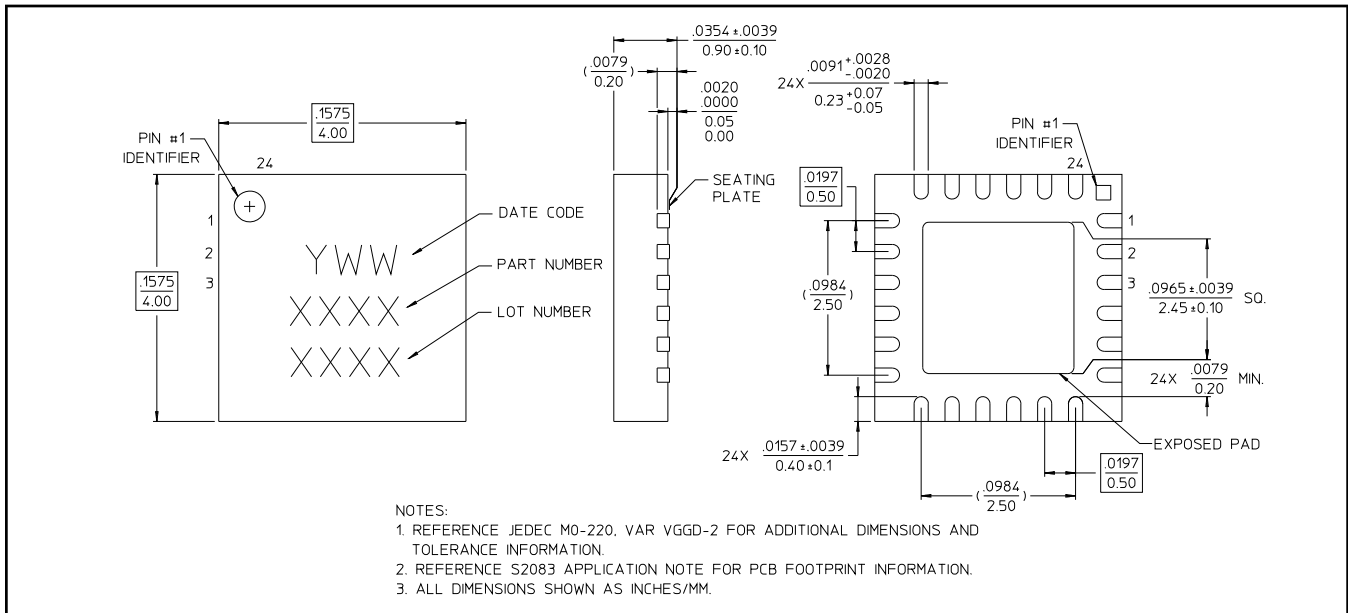 .1575
4.00
PIN #1
IDENTIFIER
24
1
2
3
.1575
4.00
YWW
XXXX
XXXX
DATE CODE
PART NUMBER
LOT NUMBER
.0354 ±.0039
0.90 ±0.10
(.0079
0.20)
.0020
.0000
0.05
0.00
SEATING
PLATE
24X .0091 +.0028 -.0020
0.23 +0.07 -0.05
PIN #1
IDENTIFIER
24
.0197
0.50
1
2
3
(.0984
2.50)
.0965 ±.0039
2.45 ±0.10 SQ.
24X .0079
0.20 MIN.
EXPOSED PAD
24X .0157 ±.0039
0.40 ±0.1
(.0984
2.50)
.0197
0.50
NOTES:
1. REFERENCE JEDEC M0-220, VAR VGGD-2 FOR ADDITIONAL DIMENSIONS AND
TOLERANCE INFORMATION.
2. REFERENCE S2083 APPLICATION NOTE FOR PCB FOOTPRINT INFORMATION.
3. ALL DIMENSIONS SHOWN AS INCHES/MM.